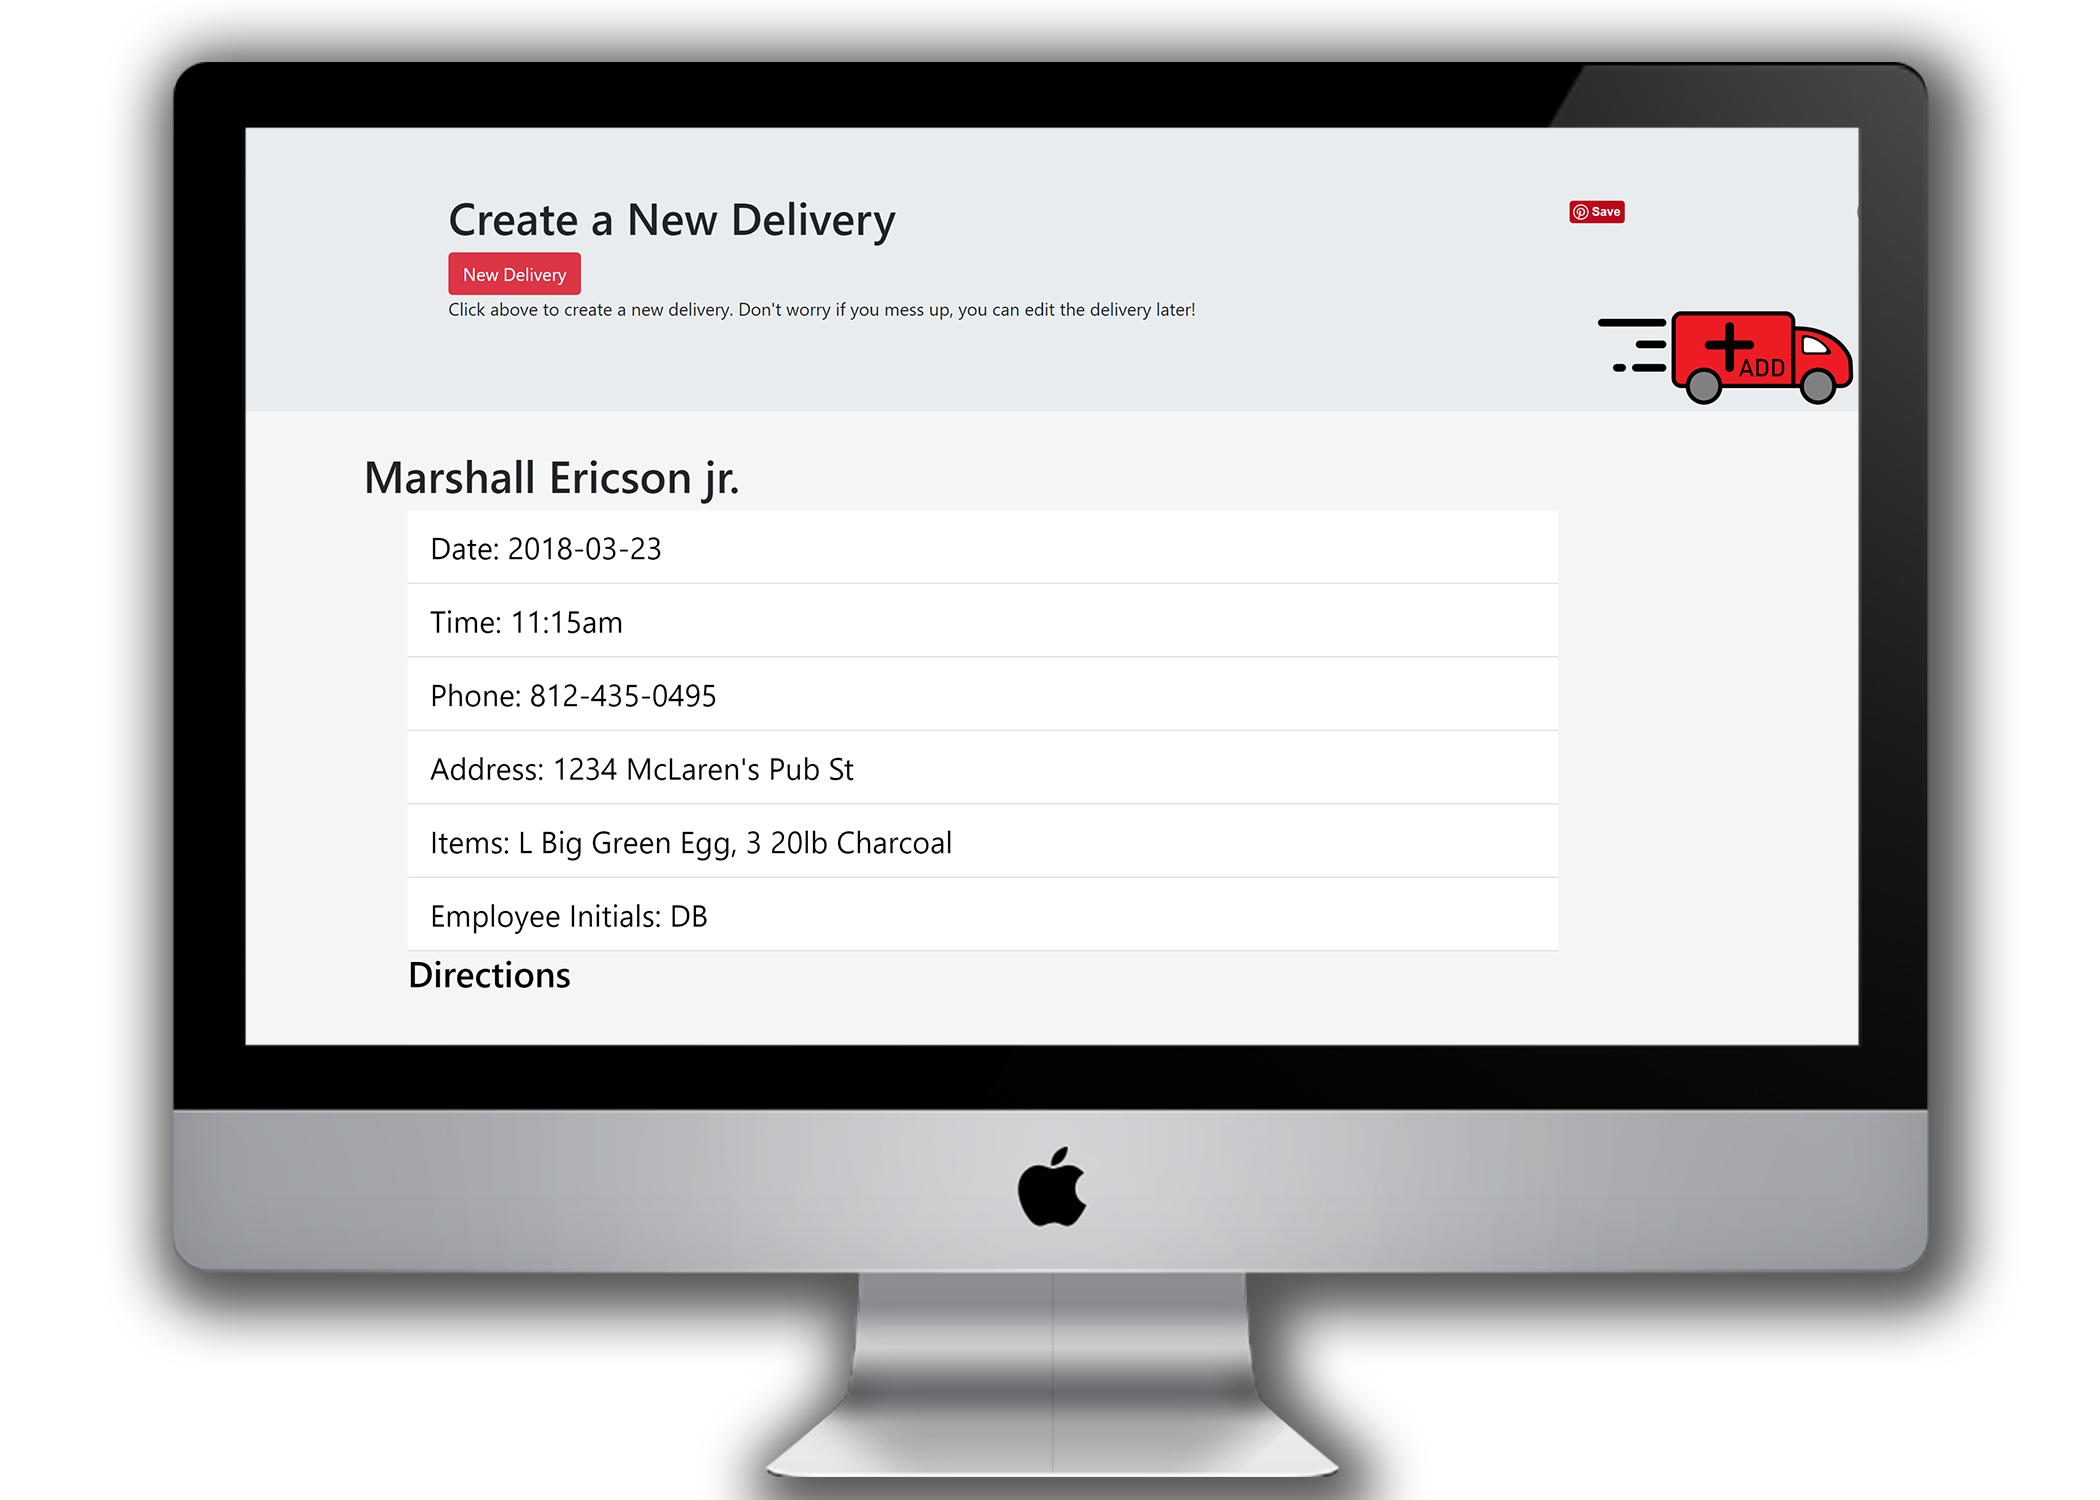 Create a New Delivery
Save
New Delivery
Click above to create a new delivery. Don't worry if you mess up, you can edit the delivery later!
ADD
Marshall Ericson jr.
Date: 2018-03-23
Time: 11:15am
Phone: 812-435-0495
Address: 1234 McLaren's Pub St
Items: L Big Green Egg, 3 20lb Charcoal
Employee Initials: DB
Directions